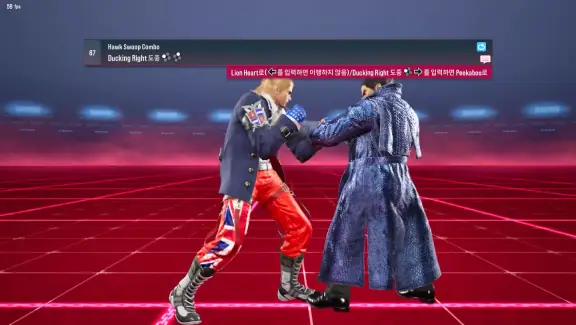 59 fps
87 Hawk Swoop Combo
Ducking Right 도중
Lion Heart로(⇦를 입력하면 이행하지 않음)/Ducking Right 도중 ⇨를 입력하면 Peekaboo로